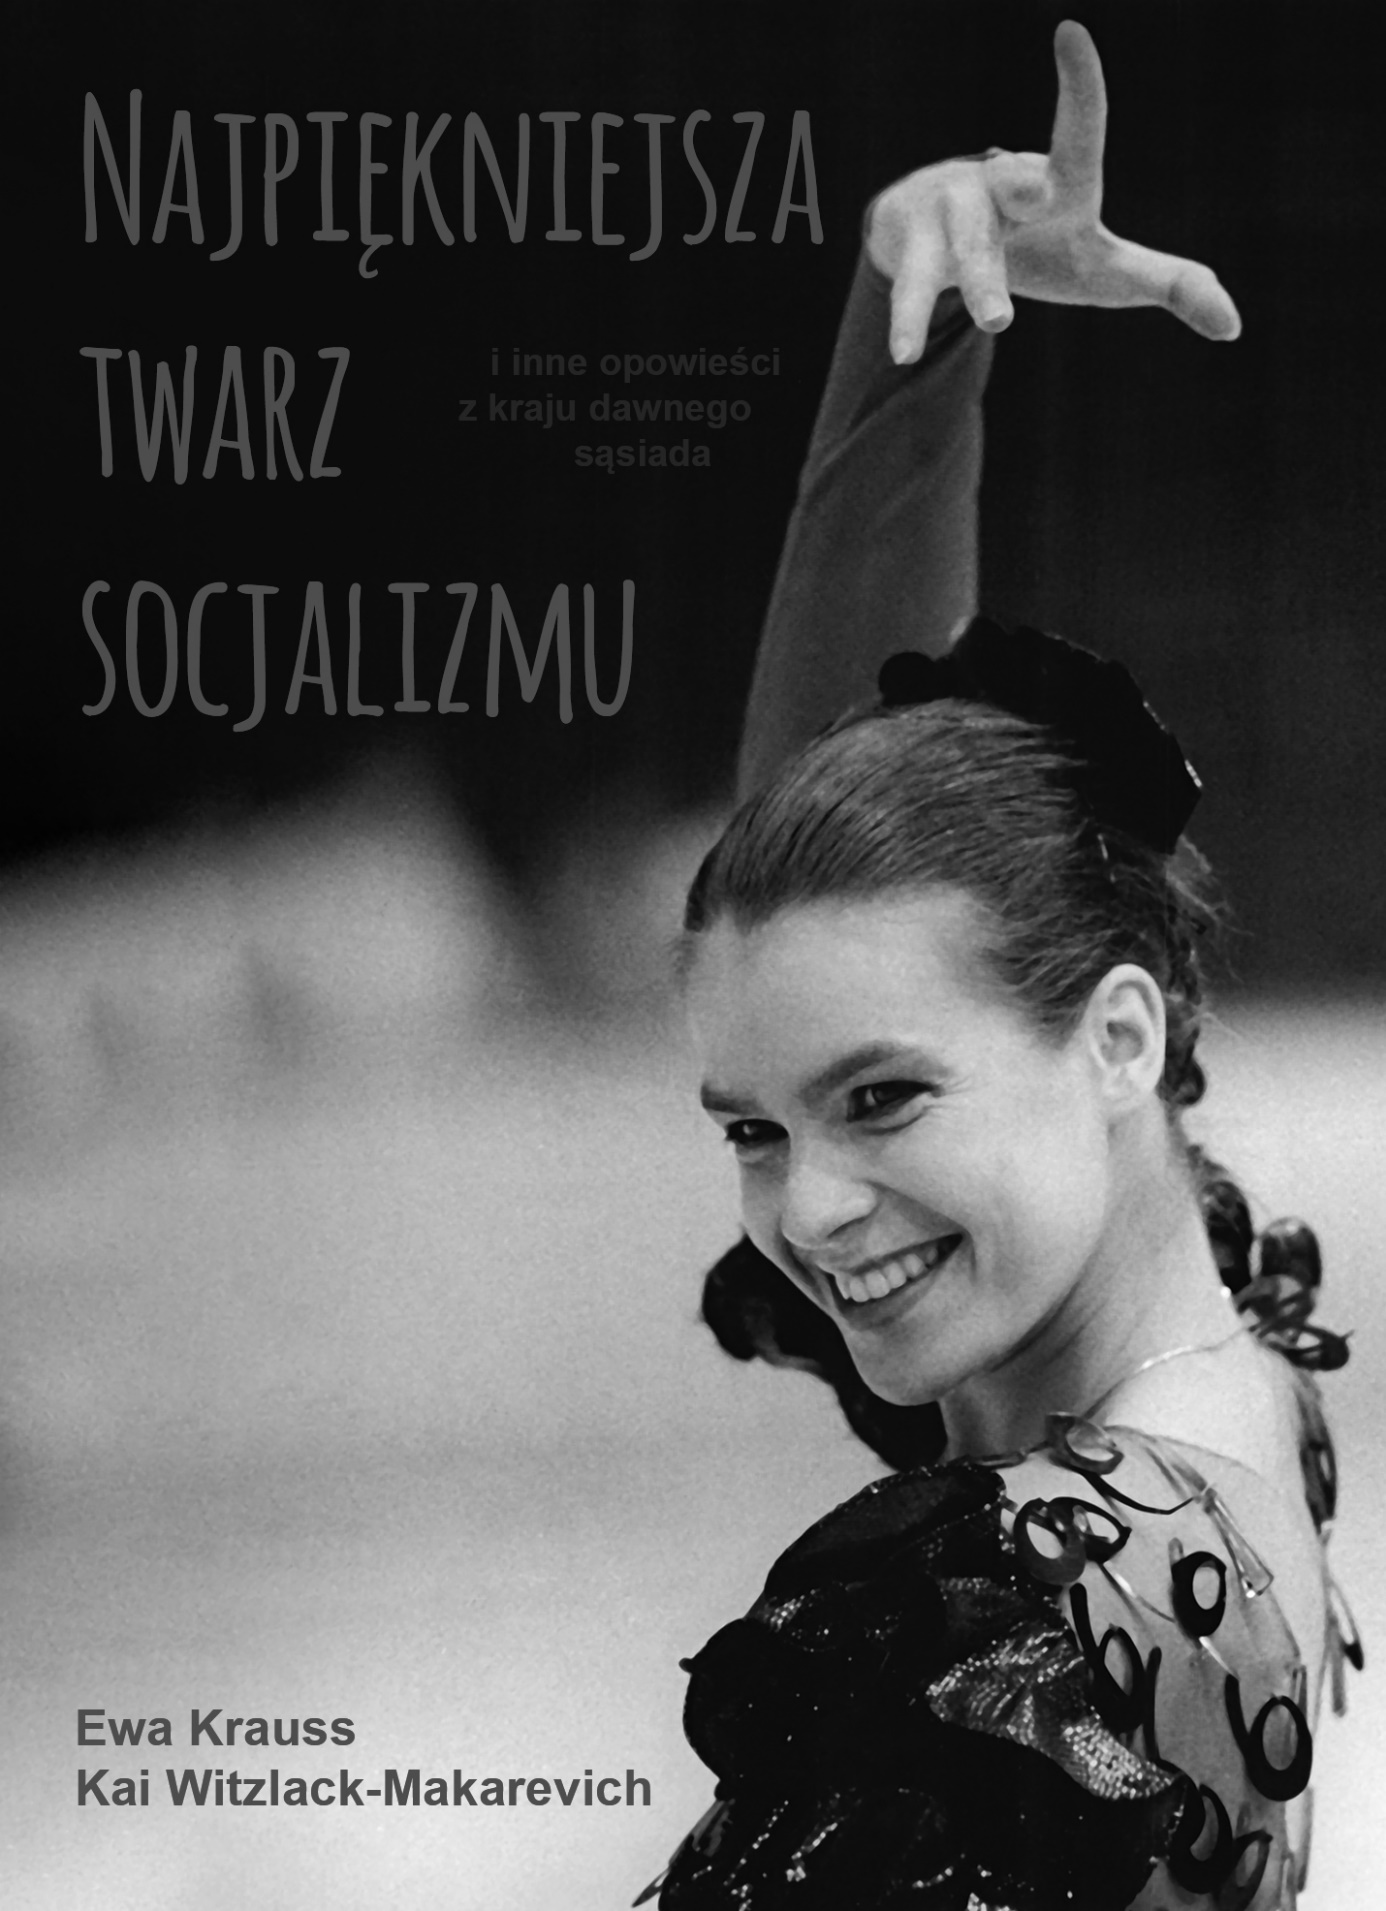 Najpiękniejsza
twarz
i inne opowieści
z kraju dawnego
sąsiada
socjalizmu
Ewa Krauss
Kai Witzlack-Makarevich